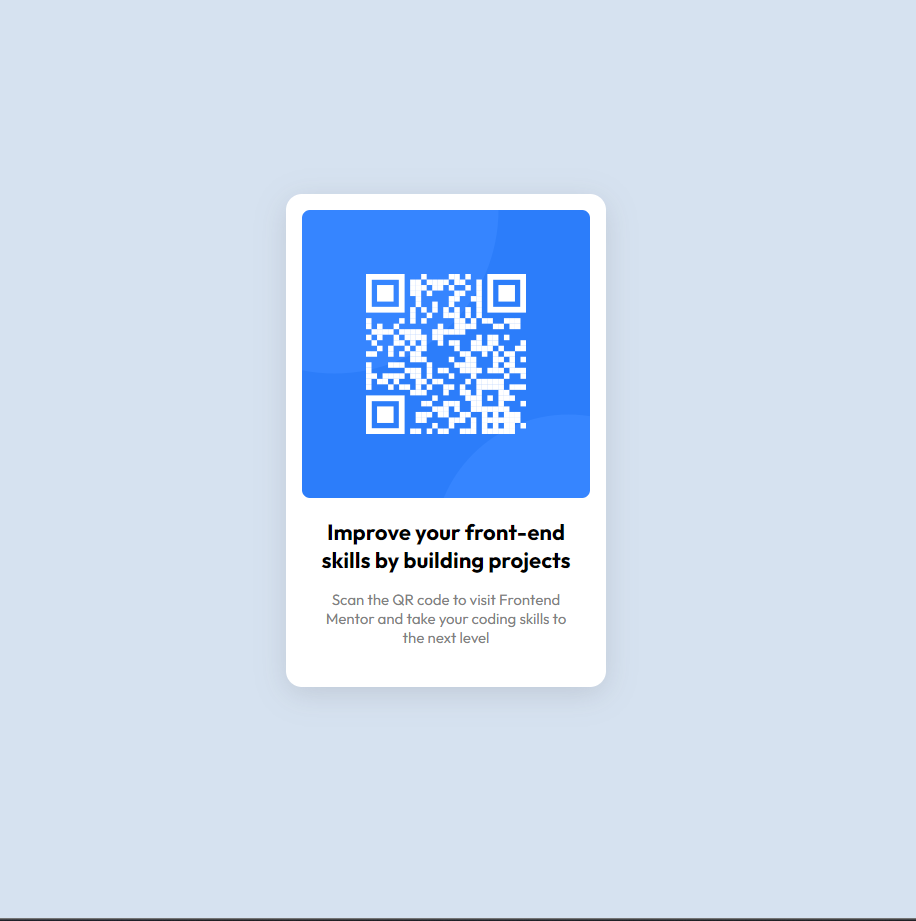 Improve your front-end
skills by building projects
Scan the QR code to visit Frontend
Mentor and take your coding skills to
the next level